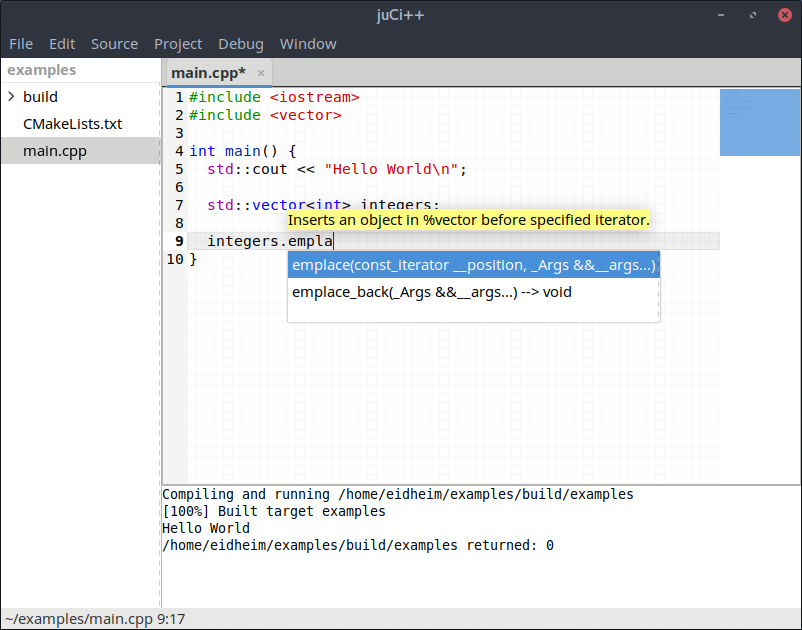 juCi++
File Edit Source Project Debug Window
examples
build
CMakeLists.txt
main.cpp
main.cpp* ×
1 #include <iostream>
2 #include <vector>
3
4 int main() {
5 std::cout << "Hello World\n";
6
7 std::vector<int> integers;
8
Inserts an object in %vector before specified iterator.
9 integers.empla
emplace(const_iterator __position, _Args &&__args...)
emplace_back(_Args &&__args...) --> void
10 }
Compiling and running /home/eidheim/examples/build/examples
[100%] Built target examples
Hello World
/home/eidheim/examples/build/examples returned: 0
~/examples/main.cpp 9:17